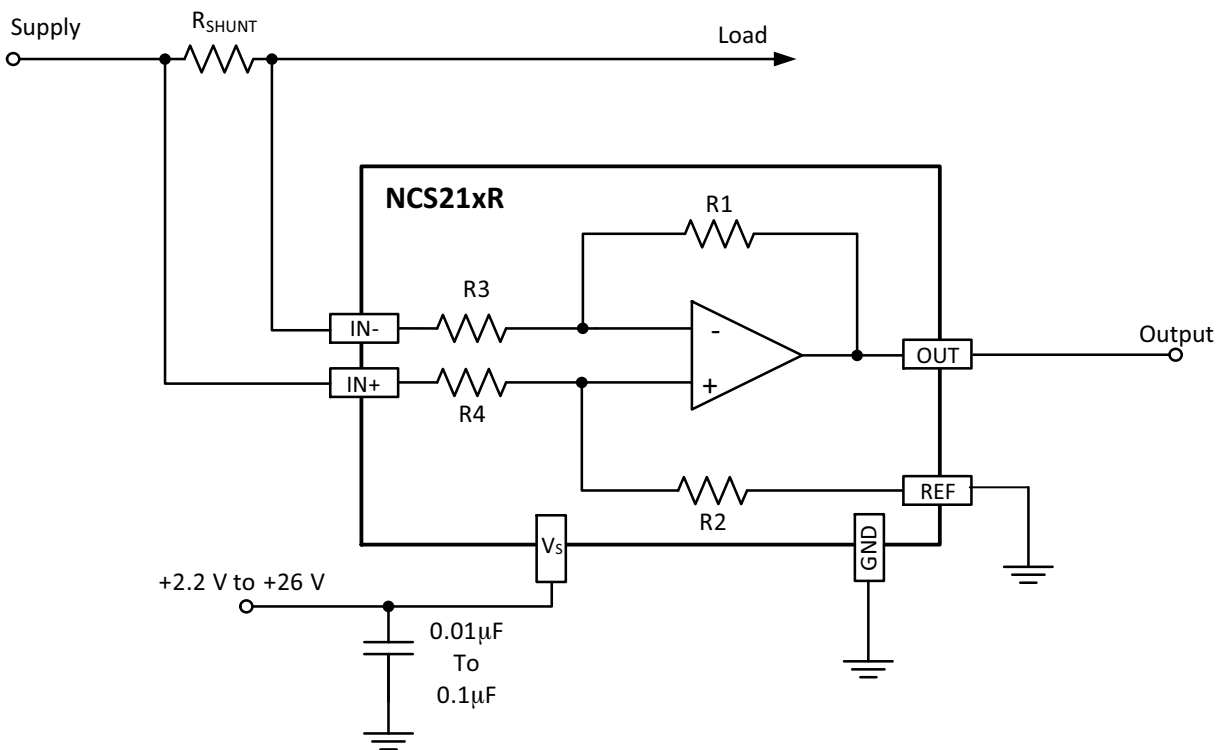 Supply
RSHUNT
Load
NCS21xR
R1
R3
IN-
-
OUT
Output
IN+
+
R4
REF
R2
VS
GND
+2.2 V to +26 V
0.01μF
To
0.1μF